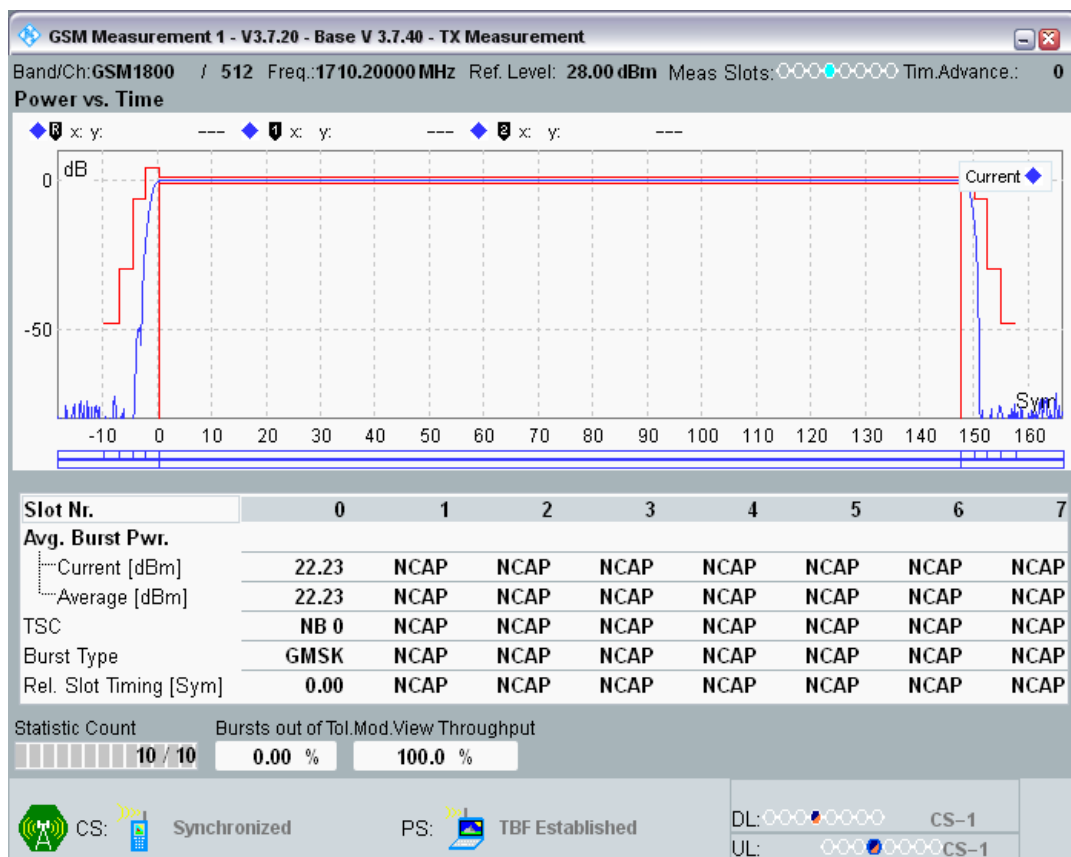 GSM Measurement 1 - V3.7.20 - Base V 3.7.40 - TX Measurement
Band/Ch:GSM1800 / 512 Freq.:1710.20000 MHz Ref. Level: 28.00 dBm Meas Slots: Tim.Advance.: 0
Power vs. Time
R x: y: --- 1 x: y: --- 2 x: y: ---
dB
Current
0
-50
Sym
-10 0 10 20 30 40 50 60 70 80 90 100 110 120 130 140 150 160
Slot Nr. 0 1 2 3 4 5 6 7
Avg. Burst Pwr.
Current [dBm] 22.23 NCAP NCAP NCAP NCAP NCAP NCAP NCAP
Average [dBm] 22.23 NCAP NCAP NCAP NCAP NCAP NCAP NCAP
TSC NB 0 NCAP NCAP NCAP NCAP NCAP NCAP NCAP
Burst Type GMSK NCAP NCAP NCAP NCAP NCAP NCAP NCAP
Rel. Slot Timing [Sym] 0.00 NCAP NCAP NCAP NCAP NCAP NCAP NCAP
Statistic Count Bursts out of Tol. Mod.View Throughput
10 / 10 0.00 % 100.0 %
CS: Synchronized PS: TBF Established
DL: CS-1
UL: CS-1